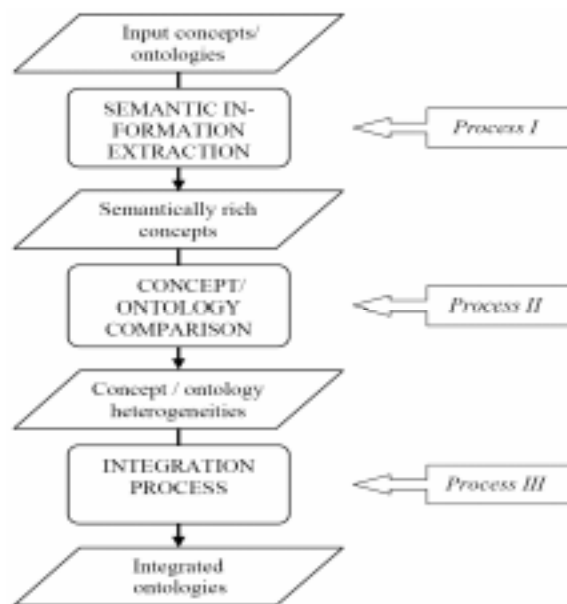 Input concepts/
ontologies
SEMANTIC IN-
FORMATION
EXTRACTION
Process I
Semantically rich
concepts
CONCEPT/
ONTOLOGY
COMPARISON
Process II
Concept / ontology
heterogeneities
INTEGRATION
PROCESS
Process III
Integrated
ontologies